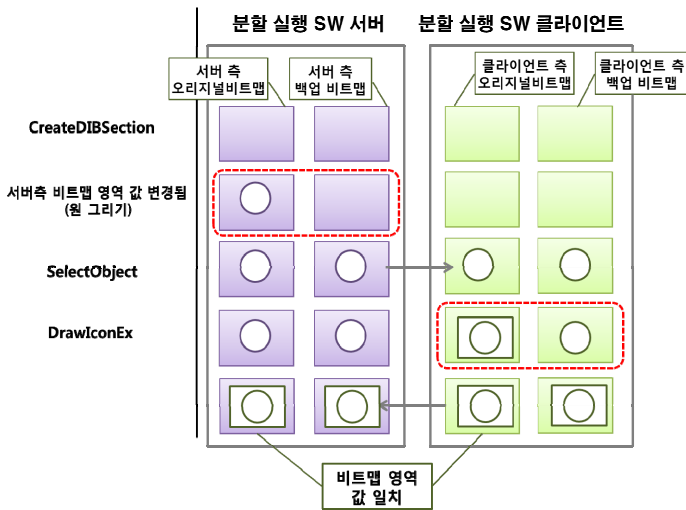 분할 실행 SW 서버
분할 실행 SW 클라이언트
서버 측
오리지널비트맵
서버 측
백업 비트맵
클라이언트 측
오리지널비트맵
클라이언트 측
백업 비트맵
CreateDIBSection
서버측 비트맵 영역 값 변경됨
(원 그리기)
SelectObject
DrawIconEx
비트맵 영역
값 일치